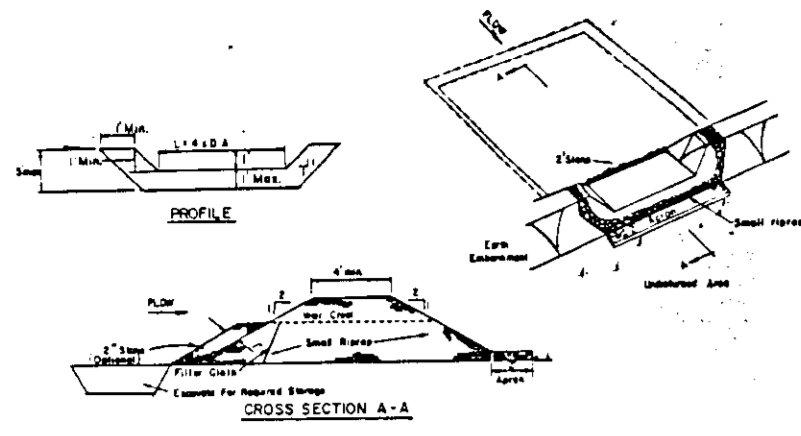 1' Min.
L = 4 x D.A
1' Min.
1' Max.
PROFILE
FLOW
A
2" Stone
Apron
Small riprap
Earth
Embankment
A
Undisturbed Area
4' min.
2
1
2
1
FLOW
Weir Crest
2" Stone
(Optional)
Small Riprap
Filter Cloth
Apron
Excavate For Required Storage
CROSS SECTION A-A